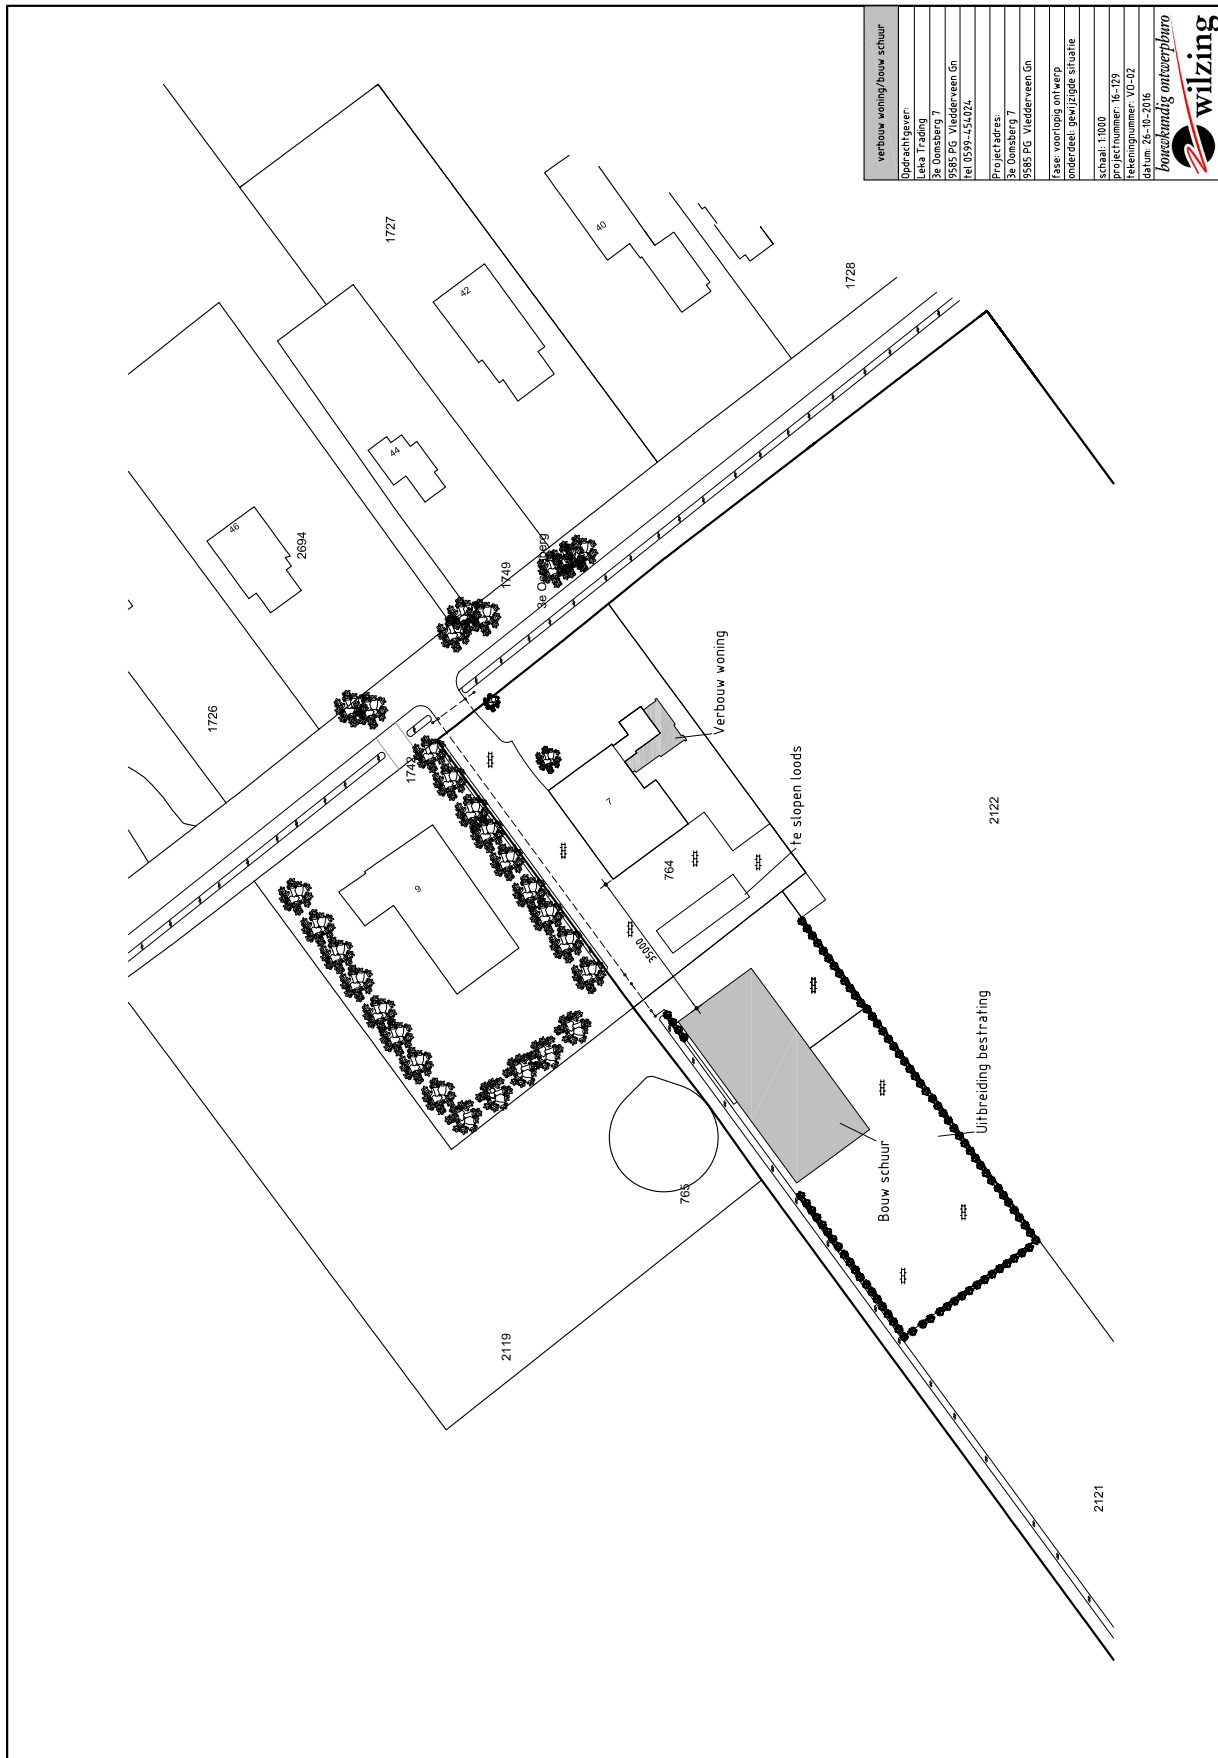 verbouw woning/bouw schuur
Opdrachtgever:
Leka Trading
3e Oomsberg 7
9585 PG Vledderveen Gn
tel 0599-454024
Projectadres:
3e Oomsberg 7
9585 PG Vledderveen Gn
fase: voorlopig ontwerp
onderdeel: gewijzigde situatie
schaal: 1:1000
projectnummer: 16-129
tekeningnummer: VO-02
datum: 26-10-2016
bouwkundig ontwerpburo
wilzing
1727
40
42
1728
44
46
2694
3e Oomsberg
1749
1726
1742
Verbouw woning
7
te slopen loods
2122
764
9
35000
Uitbreiding bestrating
Bouw schuur
765
2119
2121